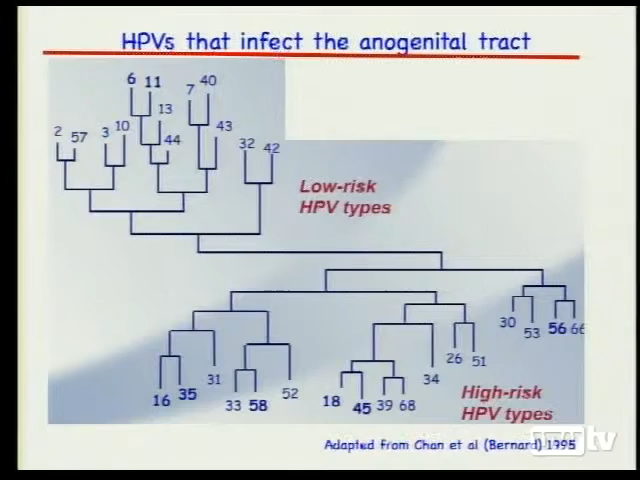 HPVs that infect the anogenital tract
6 11 7 40
13
2 57 3 10 44 43 32 42
Low-risk
HPV types
30 53 56 66
26 51
16 35 31 33 58 52 18 45 39 68 34
High-risk
HPV types
Adapted from Chan et al (Bernard) 1995
tv